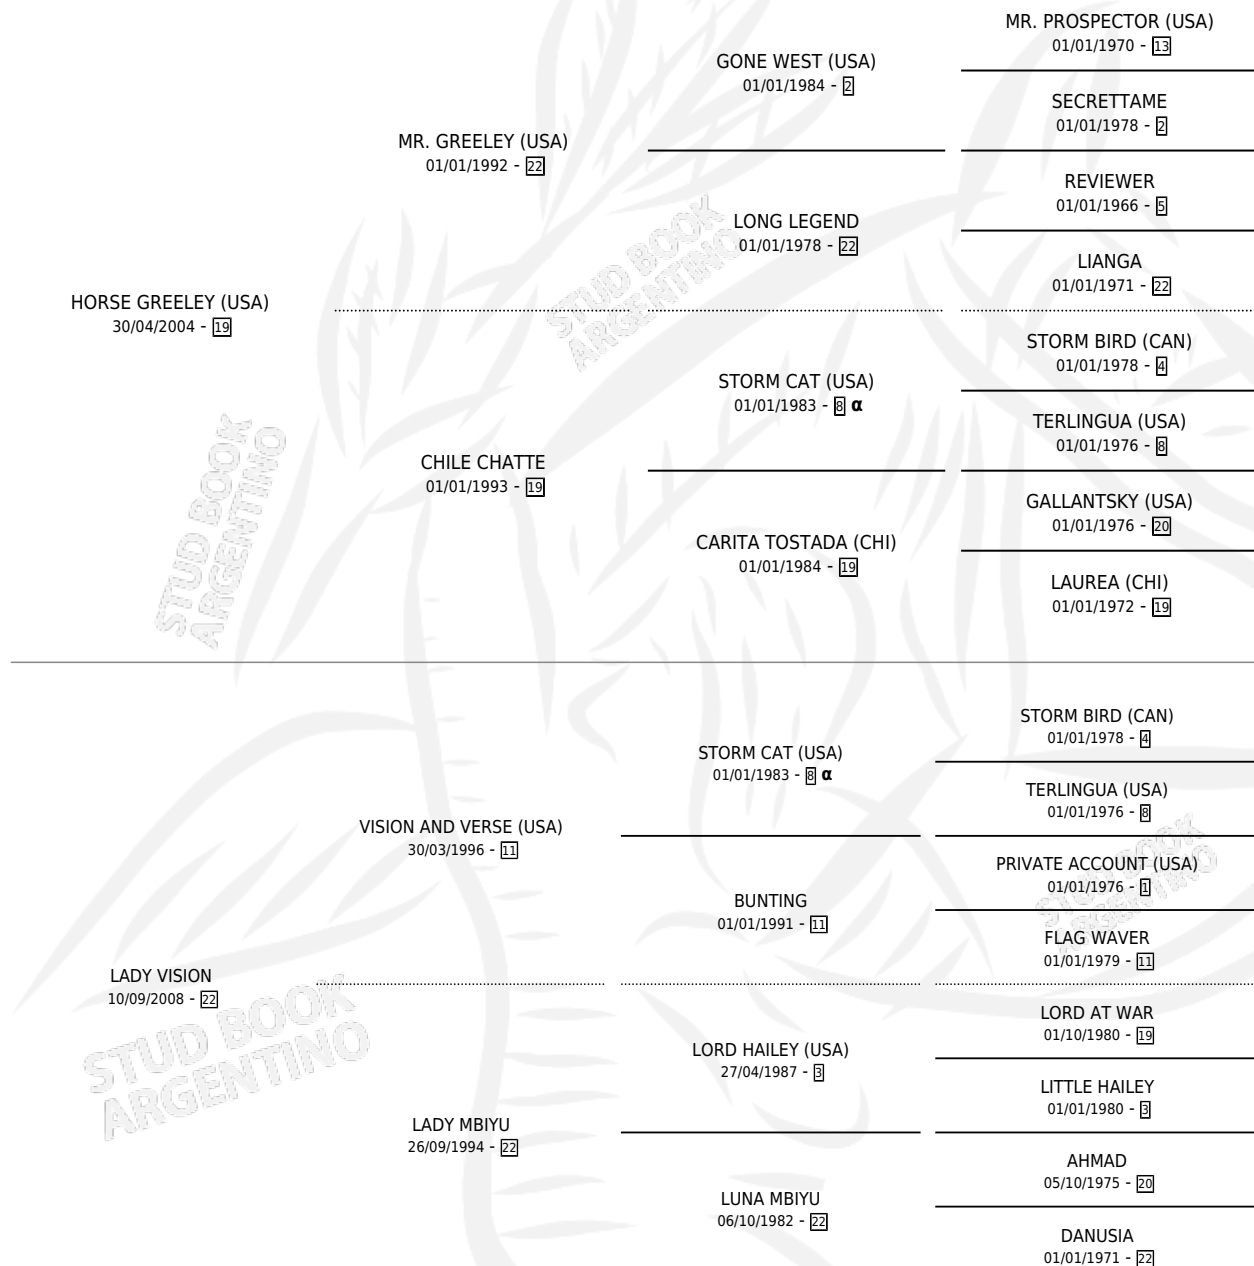 MR. PROSPECTOR (USA)
01/01/1970 - 13
GONE WEST (USA)
01/01/1984 - 2
SECRETTAME
01/01/1978 - 2
MR. GREELEY (USA)
01/01/1992 - 22
REVIEWER
01/01/1966 - 5
LONG LEGEND
01/01/1978 - 22
LIANGA
01/01/1971 - 22
HORSE GREELEY (USA)
30/04/2004 - 19
STORM BIRD (CAN)
01/01/1978 - 4
STORM CAT (USA)
01/01/1983 - 8 α
TERLINGUA (USA)
01/01/1976 - 8
CHILE CHATTE
01/01/1993 - 19
GALLANTSKY (USA)
01/01/1976 - 20
CARITA TOSTADA (CHI)
01/01/1984 - 19
LAUREA (CHI)
01/01/1972 - 19
STORM BIRD (CAN)
01/01/1978 - 4
STORM CAT (USA)
01/01/1983 - 8 α
TERLINGUA (USA)
01/01/1976 - 8
VISION AND VERSE (USA)
30/03/1996 - 11
PRIVATE ACCOUNT (USA)
01/01/1976 - 1
BUNTING
01/01/1991 - 11
FLAG WAVER
01/01/1979 - 11
LADY VISION
10/09/2008 - 22
LORD AT WAR
01/10/1980 - 19
LORD HAILEY (USA)
27/04/1987 - 3
LITTLE HAILEY
01/01/1980 - 3
LADY MBIYU
26/09/1994 - 22
AHMAD
05/10/1975 - 20
LUNA MBIYU
06/10/1982 - 22
DANUSIA
01/01/1971 - 22
STUD BOOK
ARGENTINO
STUD BOOK
ARGENTINO
STUD BOOK
ARGENTINO
STUD BOOK
ARGENTINO